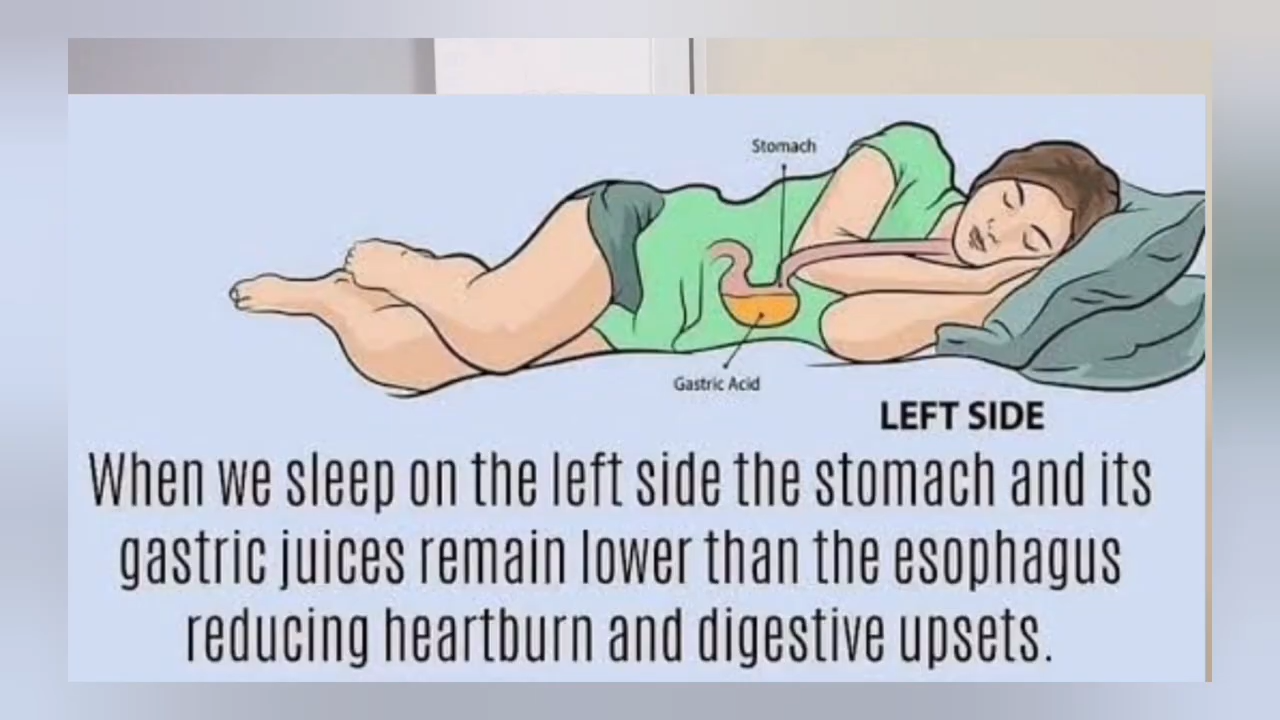 Stomach
Gastric Acid
LEFT SIDE
When we sleep on the left side the stomach and its
gastric juices remain lower than the esophagus
reducing heartburn and digestive upsets.